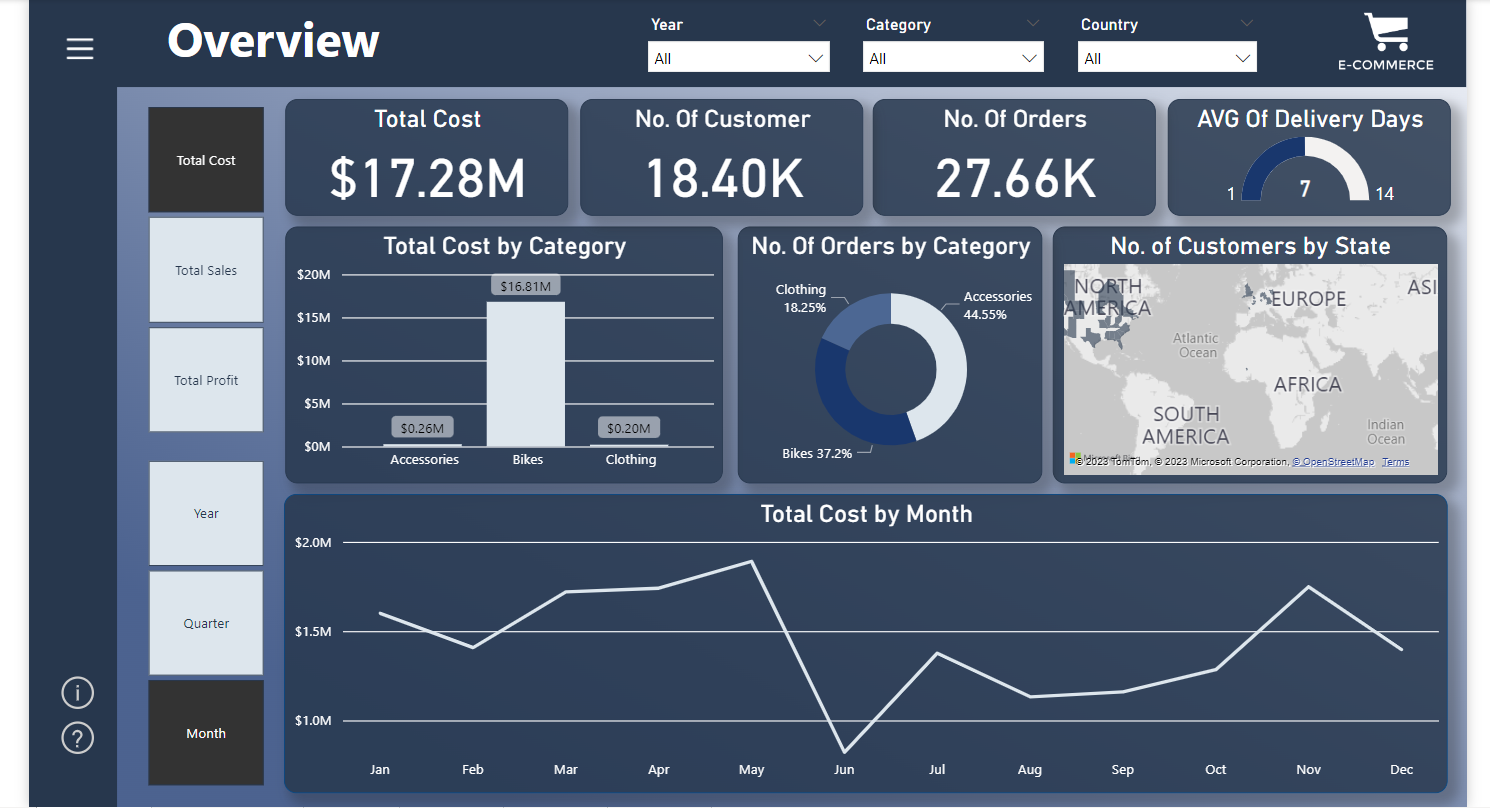 Overview
Year
Category
Country
All
All
All
E-COMMERCE
Total Cost
Total Sales
Total Profit
Year
Quarter
Month
i
?
Total Cost
$17.28M
No. Of Customer
18.40K
No. Of Orders
27.66K
AVG Of Delivery Days
1
7
14
Total Cost by Category
$20M
$15M
$10M
$5M
$0M
$0.26M
$16.81M
$0.20M
Accessories
Bikes
Clothing
No. Of Orders by Category
Clothing
18.25%
Accessories
44.55%
Bikes 37.2%
No. of Customers by State
NORTH
AMERICA
EUROPE
ASI
Atlantic
Ocean
AFRICA
SOUTH
AMERICA
Indian
Ocean
© 2023 TomTom, © 2023 Microsoft Corporation, © OpenStreetMap Terms
Total Cost by Month
$2.0M
$1.5M
$1.0M
Jan
Feb
Mar
Apr
May
Jun
Jul
Aug
Sep
Oct
Nov
Dec